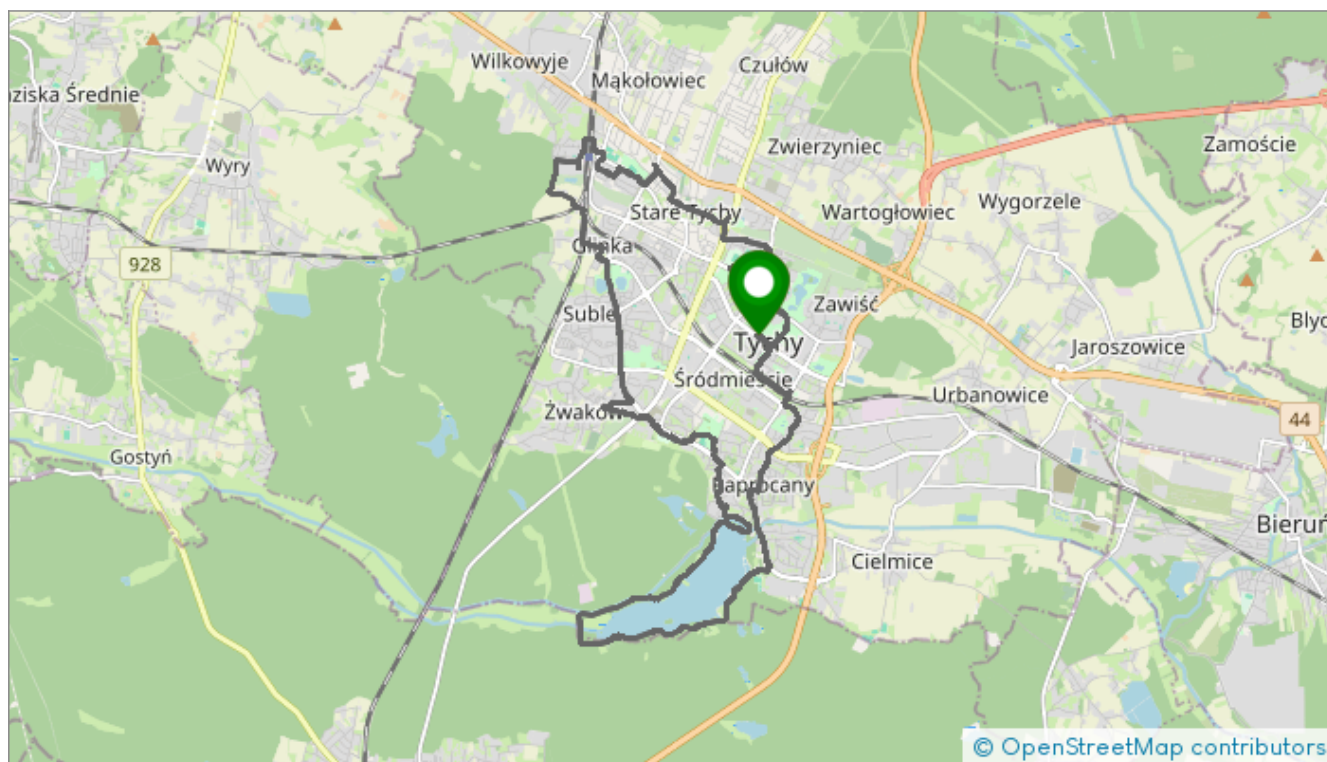 Wilkowyje
Czułów
Mąkołowiec
ziska Średnie
Zamoście
Zwierzyniec
Wyry
Wygorzele
Stare Tychy
Wartogłowiec
Glinka
928
Zawiść
Suble
Blyc
Tychy
Jaroszowice
Śródmieście
Urbanowice
Żwaków
44
Gostyń
Paprocany
Bieruń
Cielmice
© OpenStreetMap contributors